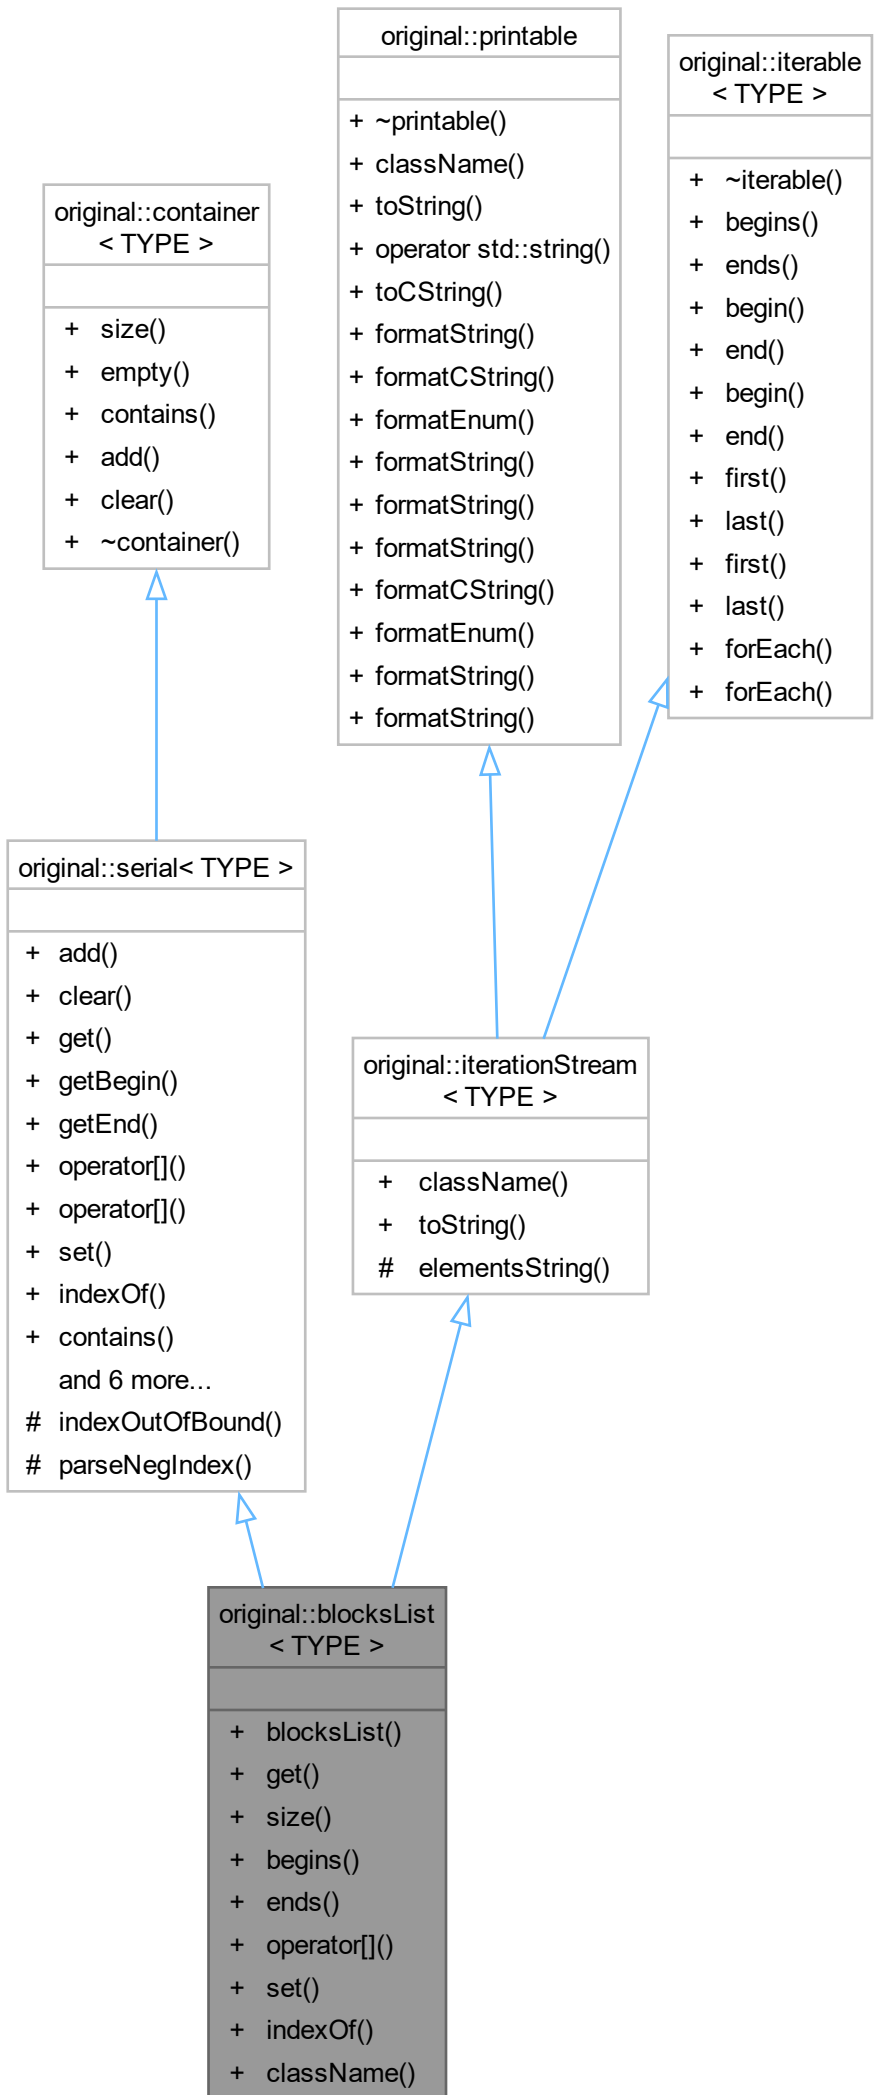 original::printable
+ ~printable()
+ className()
+ toString()
+ operator std::string()
+ toCString()
+ formatString()
+ formatCString()
+ formatEnum()
+ formatString()
+ formatString()
+ formatString()
+ formatCString()
+ formatEnum()
+ formatString()
+ formatString()
original::iterable
< TYPE >
+ ~iterable()
+ begins()
+ ends()
+ begin()
+ end()
+ begin()
+ end()
+ first()
+ last()
+ first()
+ last()
+ forEach()
+ forEach()
original::container
< TYPE >
+ size()
+ empty()
+ contains()
+ add()
+ clear()
+ ~container()
original::serial< TYPE >
+ add()
+ clear()
+ get()
+ getBegin()
+ getEnd()
+ operator[]()
+ operator[]()
+ set()
+ indexOf()
+ contains()
and 6 more...
# indexOutOfBound()
# parseNegIndex()
original::iterationStream
< TYPE >
+ className()
+ toString()
# elementsString()
original::blocksList
< TYPE >
+ blocksList()
+ get()
+ size()
+ begins()
+ ends()
+ operator[]()
+ set()
+ indexOf()
+ className()